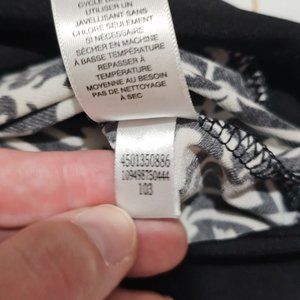 CYCLE DÉLICAT
UTILISER UN
JAVELLISANT SANS
CHLORE SEULEMENT
SI NÉCESSAIRE
SÉCHER EN MACHINE
À BASSE TEMPÉRATURE
REPASSER À
TEMPÉRATURE
MOYENNE AU BESOIN
PAS DE NETTOYAGE
À SEC
4501350886
109498750444
103